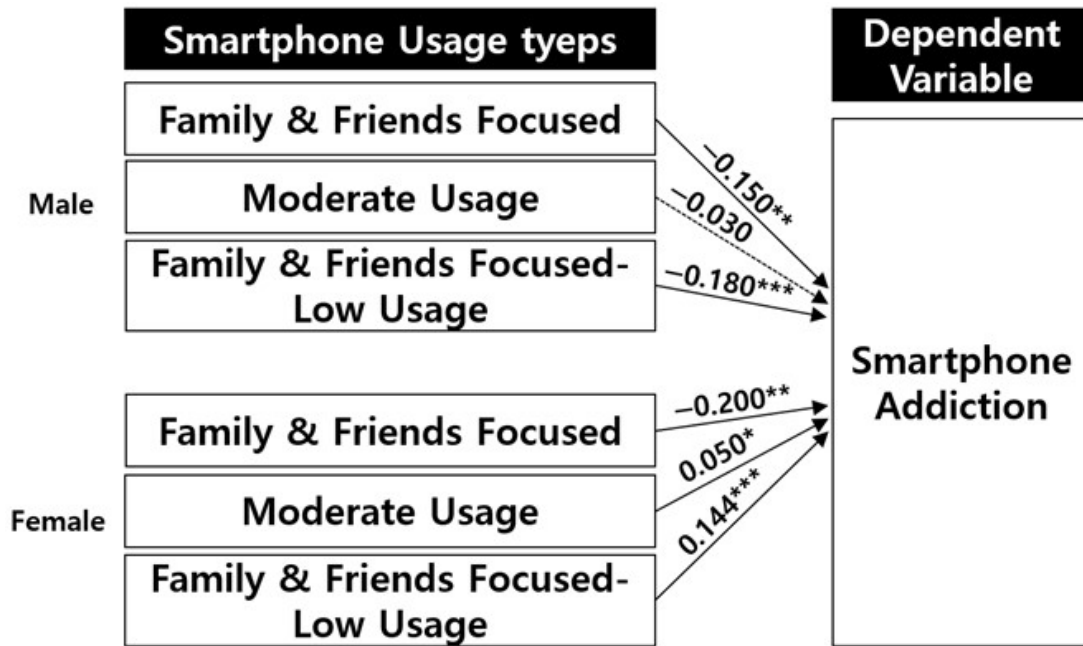 Smartphone Usage tyeps
Dependent
Variable
Male
Family & Friends Focused
Moderate Usage
Family & Friends Focused-
Low Usage
−0.150**
−0.030
−0.180***
Female
Family & Friends Focused
Moderate Usage
Family & Friends Focused-
Low Usage
−0.200**
0.050*
0.144***
Smartphone
Addiction